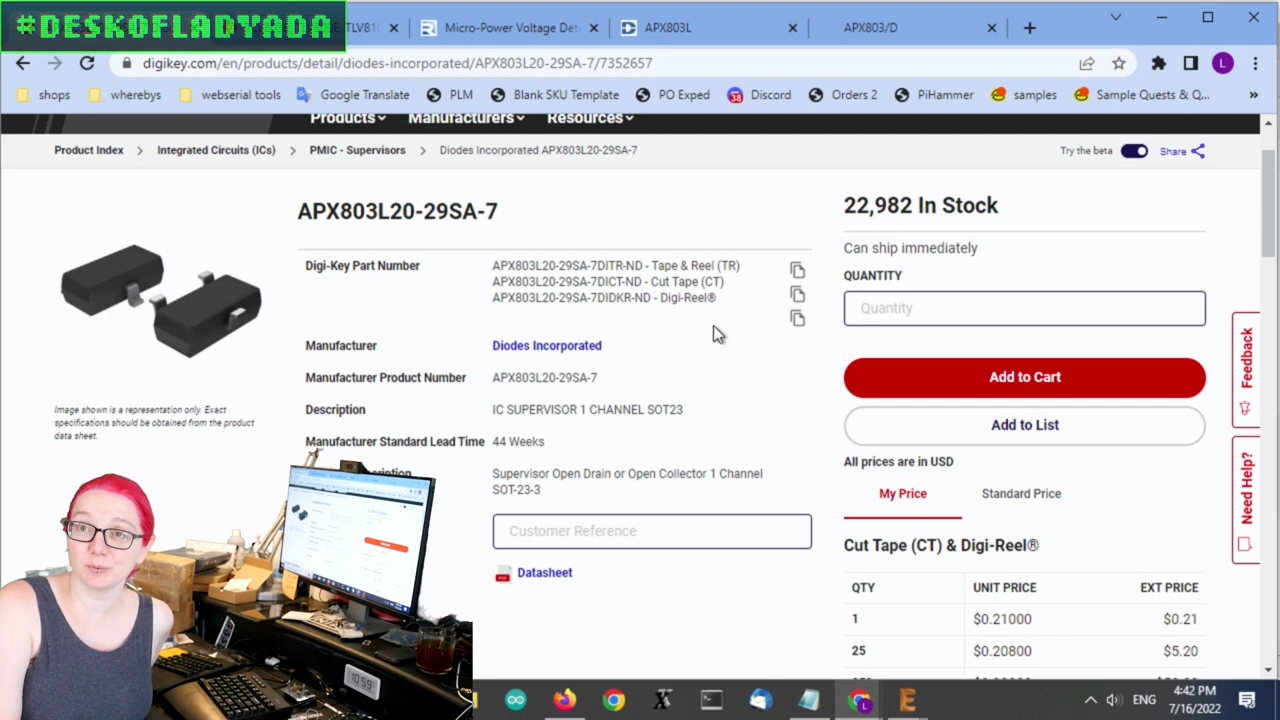 #DESKOFLADYADA
TLV810
Micro-Power Voltage Det
APX803L
APX803/D
digikey.com/en/products/detail/diodes-incorporated/APX803L20-29SA-7/7352657
L
shops
wherebys
webserial tools
Google Translate
PLM
Blank SKU Template
PO Exped
38
Discord
Orders 2
PiHammer
samples
Sample Quests & Q...
Products
Manufacturers
Resources
Product Index > Integrated Circuits (ICs) > PMIC - Supervisors > Diodes Incorporated APX803L20-29SA-7
Try the beta
Share
APX803L20-29SA-7
Digi-Key Part Number
APX803L20-29SA-7DITR-ND - Tape & Reel (TR)
APX803L20-29SA-7DICT-ND - Cut Tape (CT)
APX803L20-29SA-7DIDKR-ND - Digi-Reel®
Manufacturer
Diodes Incorporated
Manufacturer Product Number
APX803L20-29SA-7
Description
IC SUPERVISOR 1 CHANNEL SOT23
Manufacturer Standard Lead Time
44 Weeks
Supervisor Open Drain or Open Collector 1 Channel
SOT-23-3
Customer Reference
Datasheet
Image shown is a representation only. Exact
specifications should be obtained from the product
data sheet.
22,982 In Stock
Can ship immediately
QUANTITY
Quantity
Add to Cart
Add to List
All prices are in USD
My Price
Standard Price
Cut Tape (CT) & Digi-Reel®
QTY UNIT PRICE EXT PRICE
1 $0.21000 $0.21
25 $0.20800 $5.20
Feedback
Need Help?
10:59
ENG
4:42 PM
7/16/2022